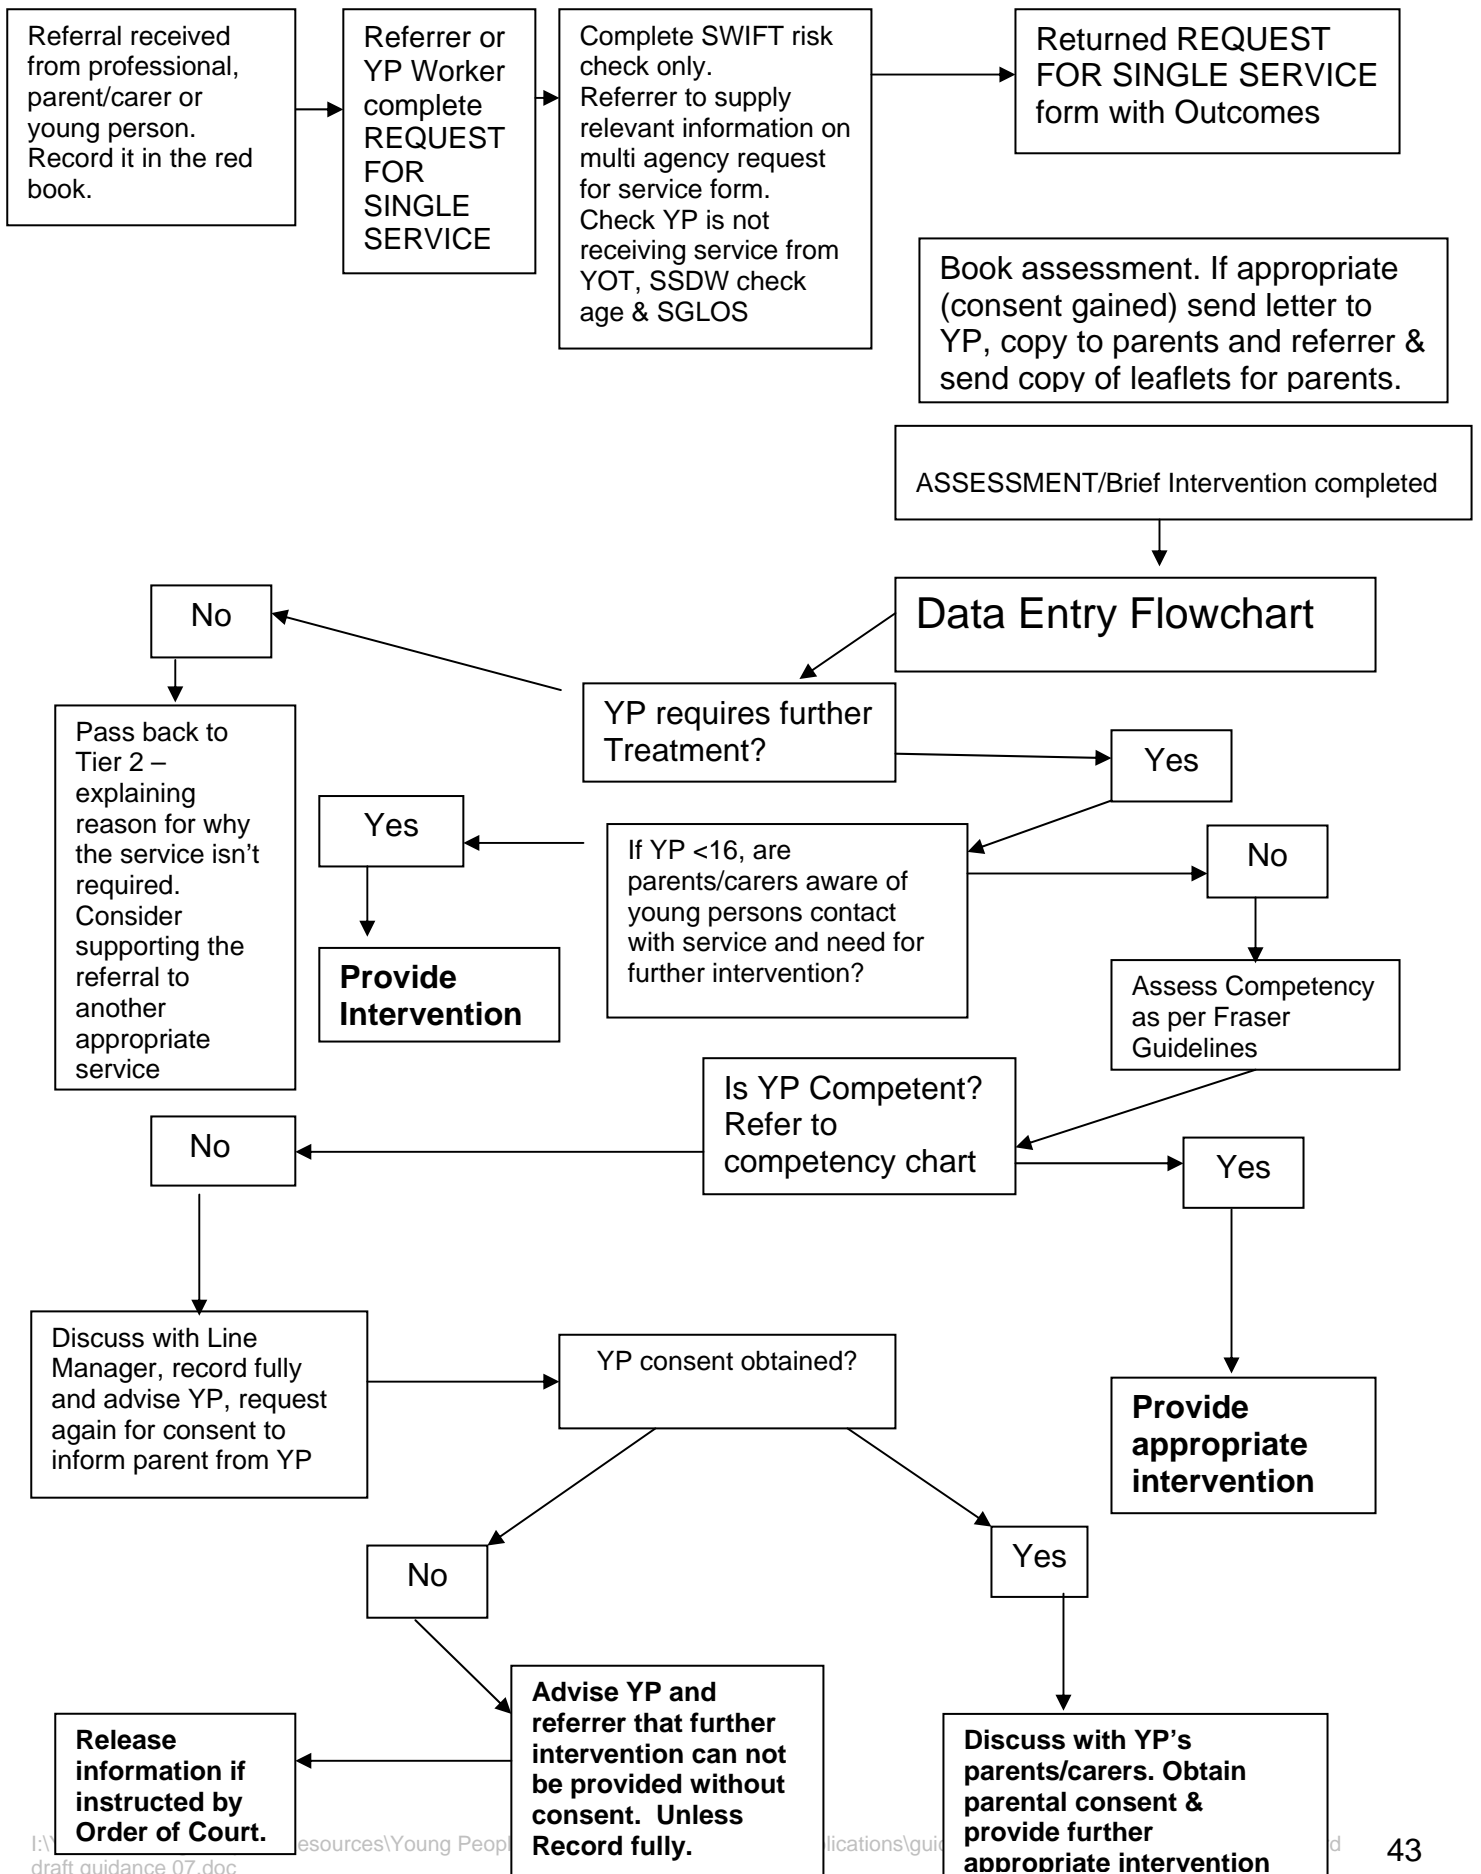 Referral received
from professional,
parent/carer or
young person.
Record it in the red
book.
Referrer or
YP Worker
complete
REQUEST
FOR
SINGLE
SERVICE
Complete SWIFT risk
check only.
Referrer to supply
relevant information on
multi agency request
for service form.
Check YP is not
receiving service from
YOT, SSDW check
age & SGLOS
Returned REQUEST
FOR SINGLE SERVICE
form with Outcomes
Book assessment. If appropriate
(consent gained) send letter to
YP, copy to parents and referrer &
send copy of leaflets for parents.
ASSESSMENT/Brief Intervention completed
Data Entry Flowchart
No
YP requires further
Treatment?
Yes
Pass back to
Tier 2 –
explaining
reason for why
the service isn't
required.
Consider
supporting the
referral to
another
appropriate
service
Yes
If YP <16, are
parents/carers aware of
young persons contact
with service and need for
further intervention?
No
Provide
Intervention
Assess Competency
as per Fraser
Guidelines
Is YP Competent?
Refer to
competency chart
No
Yes
Discuss with Line
Manager, record fully
and advise YP, request
again for consent to
inform parent from YP
YP consent obtained?
Provide
appropriate
intervention
No
Yes
Release
information if
instructed by
Order of Court.
Advise YP and
referrer that further
intervention can not
be provided without
consent.  Unless
Record fully.
Discuss with YP's
parents/carers. Obtain
parental consent &
provide further
appropriate intervention
esources\Young Peopl
draft guidance 07.doc
43